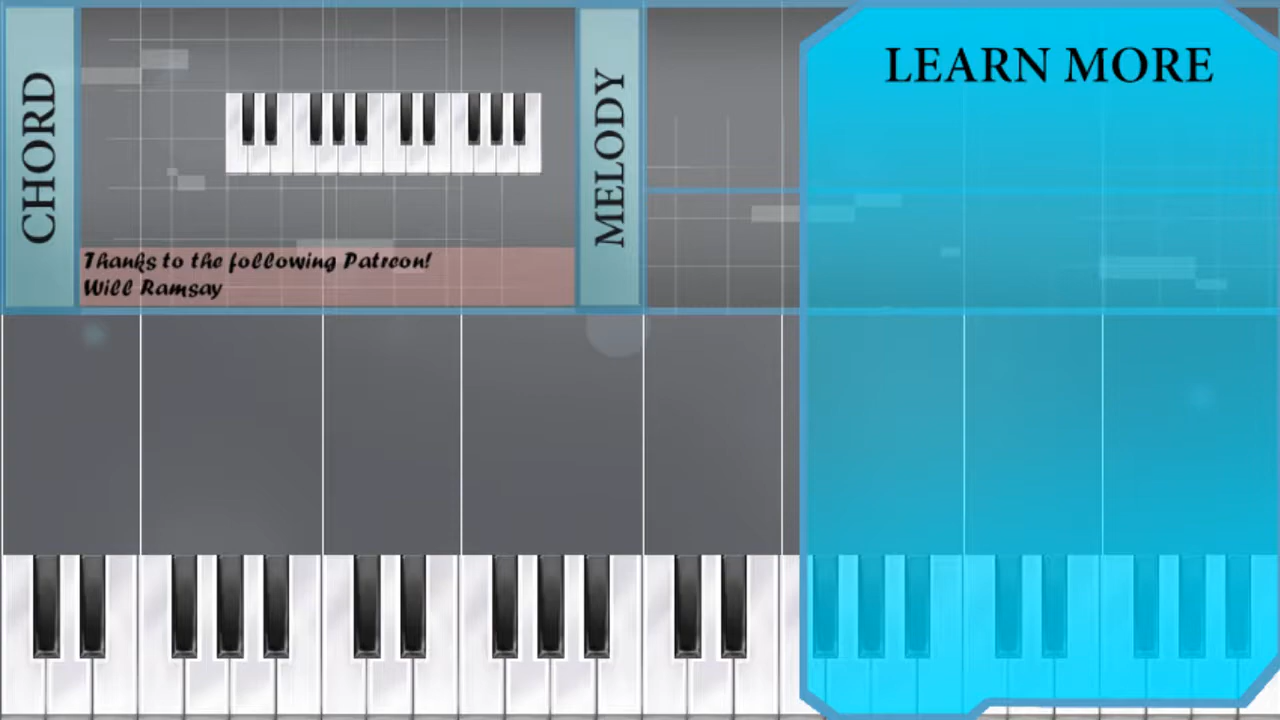 CHORD
MELODY
LEARN MORE
Thanks to the following Patreon!
Will Ramsay